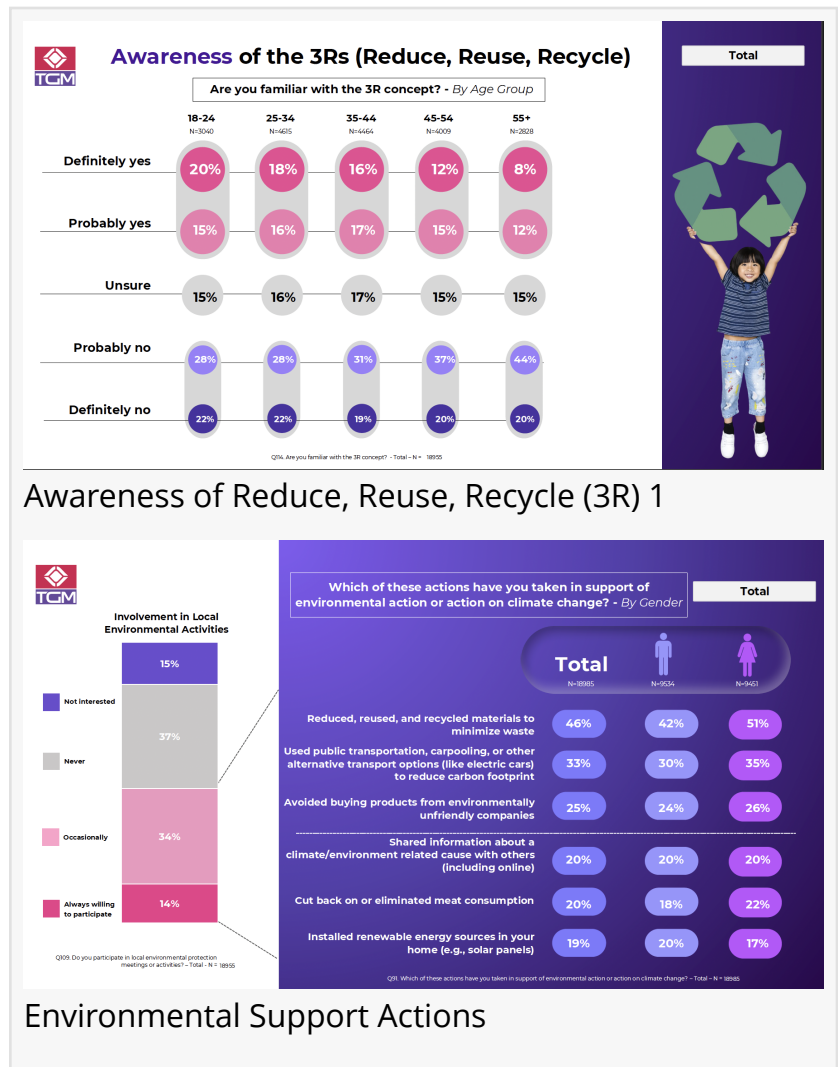 TGM
Awareness of the 3Rs (Reduce, Reuse, Recycle)
Total
Are you familiar with the 3R concept? - By Age Group
18-24 25-34 35-44 45-54 55+
N=3040 N=4615 N=4464 N=4009 N=2828
Definitely yes 20% 18% 16% 12% 8%
Probably yes 15% 16% 17% 15% 12%
Unsure 15% 16% 17% 15% 15%
Probably no 28% 28% 31% 37% 44%
Definitely no 22% 22% 19% 20% 20%
Q114. Are you familiar with the 3R concept? - Total – N = 18955
Awareness of Reduce, Reuse, Recycle (3R) 1
TGM
Involvement in Local
Environmental Activities
15%
Not interested
37%
Never
34%
Occasionally
14%
Always willing
to participate
Q109. Do you participate in local environmental protection
meetings or activities? – Total - N = 18955
Which of these actions have you taken in support of
environmental action or action on climate change? - By Gender
Total
Total
N=18985 N=9534 N=9451
Reduced, reused, and recycled materials to
minimize waste
46% 42% 51%
Used public transportation, carpooling, or other
alternative transport options (like electric cars)
to reduce carbon footprint
33% 30% 35%
Avoided buying products from environmentally
unfriendly companies
25% 24% 26%
Shared information about a
climate/environment related cause with others
(including online)
20% 20% 20%
Cut back on or eliminated meat consumption
20% 18% 22%
Installed renewable energy sources in your
home (e.g., solar panels)
19% 20% 17%
Q91. Which of these actions have you taken in support of environmental action or action on climate change? – Total – N = 18985
Environmental Support Actions